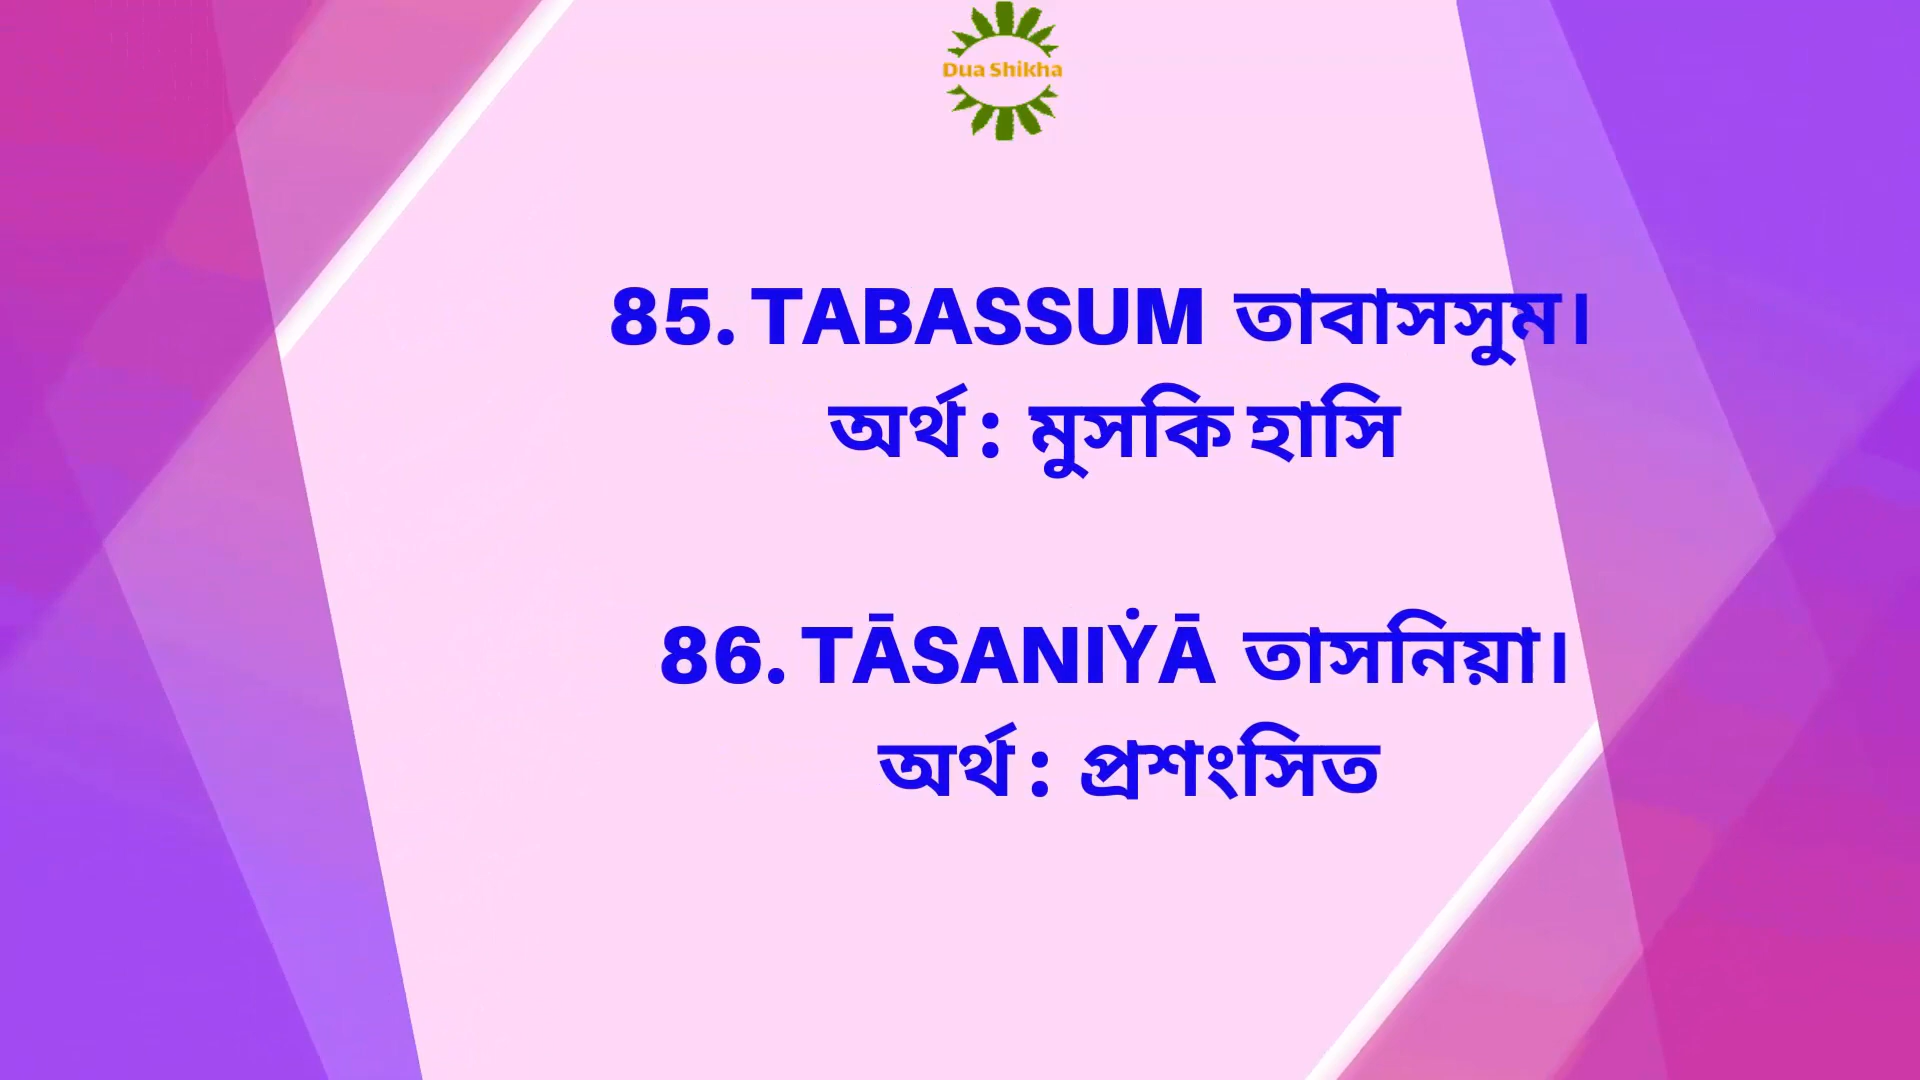 Dua Shikha
85. TABASSUM তাবাসসুম।
অর্থ : মুসকি হাসি
86. TĀSANIẎĀ তাসনিয়া।
অর্থ : প্রশংসিত